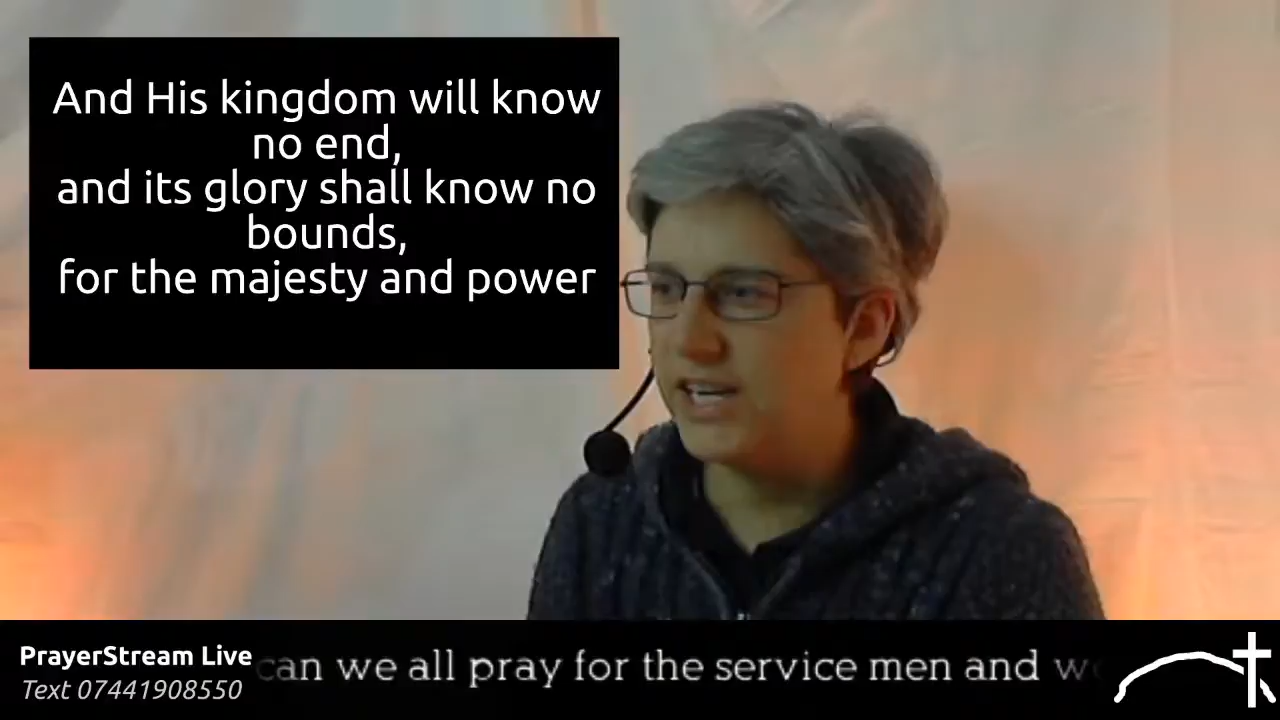 And His kingdom will know
no end,
and its glory shall know no
bounds,
for the majesty and power
PrayerStream Live
Text 07441908550
can we all pray for the service men and